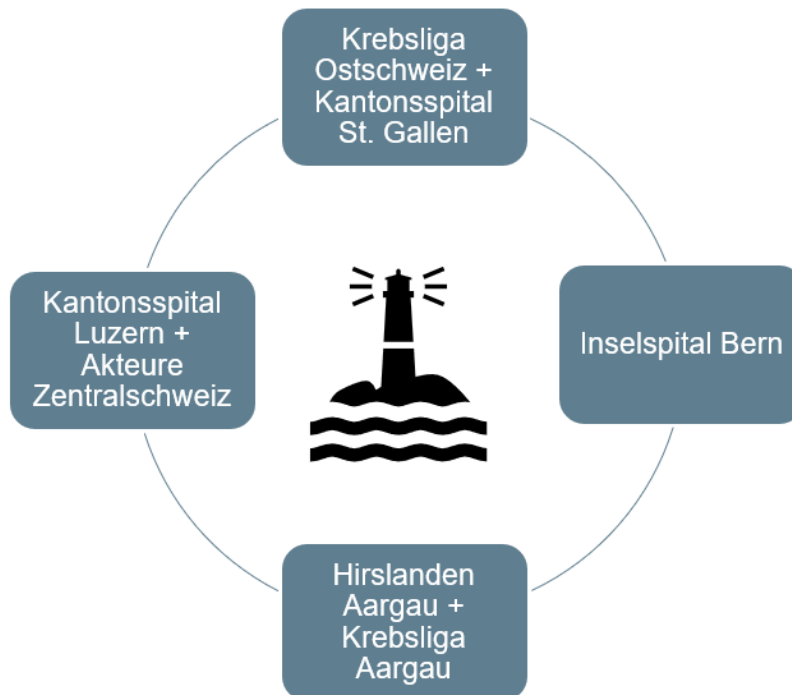 Krebsliga
Ostschweiz +
Kantonsspital
St. Gallen
Inselspital Bern
Hirslanden
Aargau +
Krebsliga
Aargau
Kantonsspital
Luzern +
Akteure
Zentralschweiz